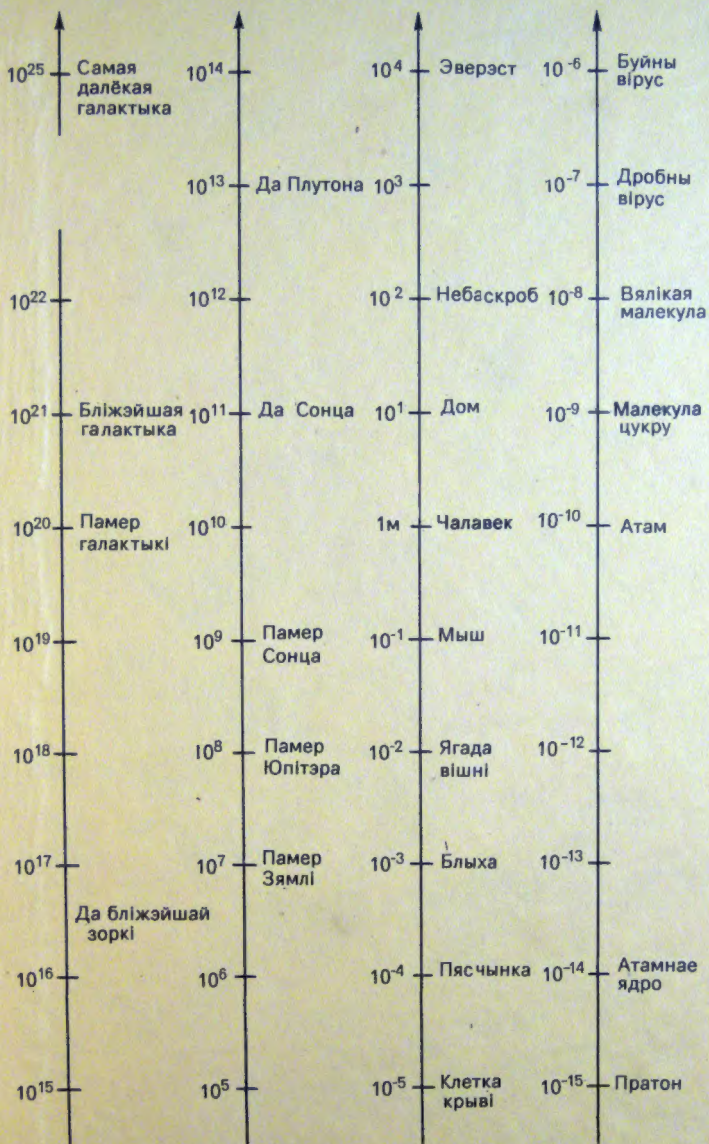 10²⁵ Самая
далёкая
галактыка
10²²
10²¹ Бліжэйшая
галактыка
10²⁰ Памер
галактыкі
10¹⁹
10¹⁸
10¹⁷
Да бліжэйшай
зоркі
10¹⁶
10¹⁵
10¹⁴
10¹³ Да Плутона
10¹²
10¹¹ Да Сонца
10¹⁰
10⁹ Памер
Сонца
10⁸ Памер
Юпітэра
10⁷ Памер
Зямлі
10⁶
10⁵
10⁴ Эверэст
10³
10² Небаскроб
10¹ Дом
1м Чалавек
10⁻¹ Мыш
10⁻² Ягада
вішні
10⁻³ Блыха
10⁻⁴ Пясчынка
10⁻⁵ Клетка
крыві
10⁻⁶ Буйны
вірус
10⁻⁷ Дробны
вірус
10⁻⁸ Вялікая
малекула
10⁻⁹ Малекула
цукру
10⁻¹⁰ Атам
10⁻¹¹
10⁻¹²
10⁻¹³
10⁻¹⁴ Атамнае
ядро
10⁻¹⁵ Пратон